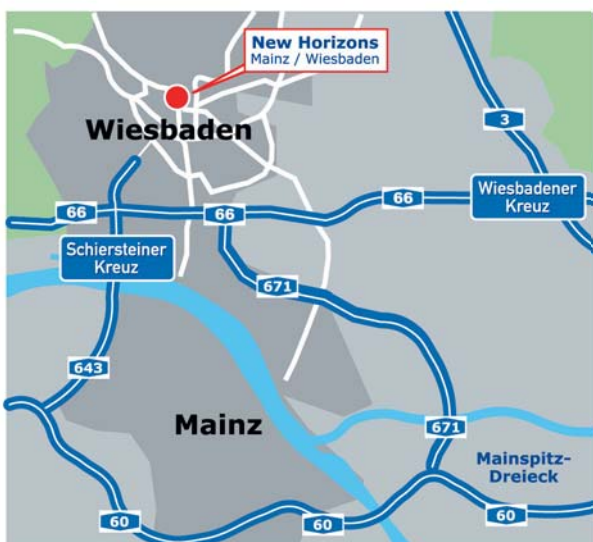 New Horizons
Mainz / Wiesbaden
Wiesbaden
3
66
66
66
Wiesbadener
Kreuz
Schiersteiner
Kreuz
671
643
Mainz
671
Mainspitz-
Dreieck
60
60
60